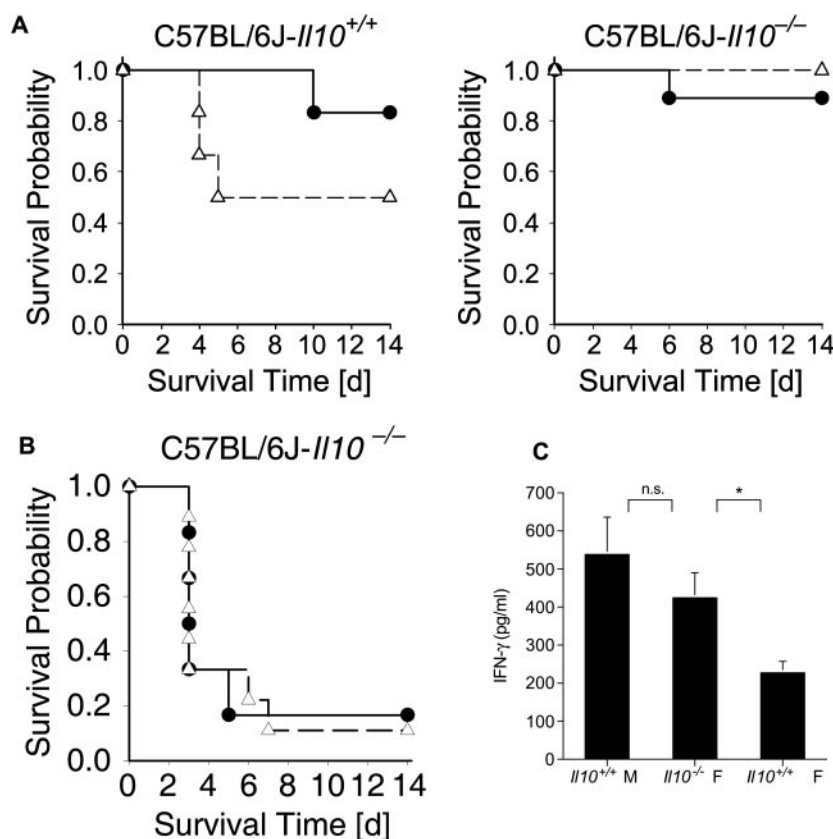 A
C57BL/6J-Il10+/+
Survival Probability
1.0
0.8
0.6
0.4
0.2
0.0
0 2 4 6 8 10 12 14
Survival Time [d]
C57BL/6J-Il10−/−
Survival Probability
1.0
0.8
0.6
0.4
0.2
0.0
0 2 4 6 8 10 12 14
Survival Time [d]
B
C57BL/6J-Il10 −/−
Survival Probability
1.0
0.8
0.6
0.4
0.2
0.0
0 2 4 6 8 10 12 14
Survival Time [d]
C
n.s.
*
IFN-γ (pg/ml)
700
600
500
400
300
200
100
0
Il10+/+ M Il10−/− F Il10+/+ F